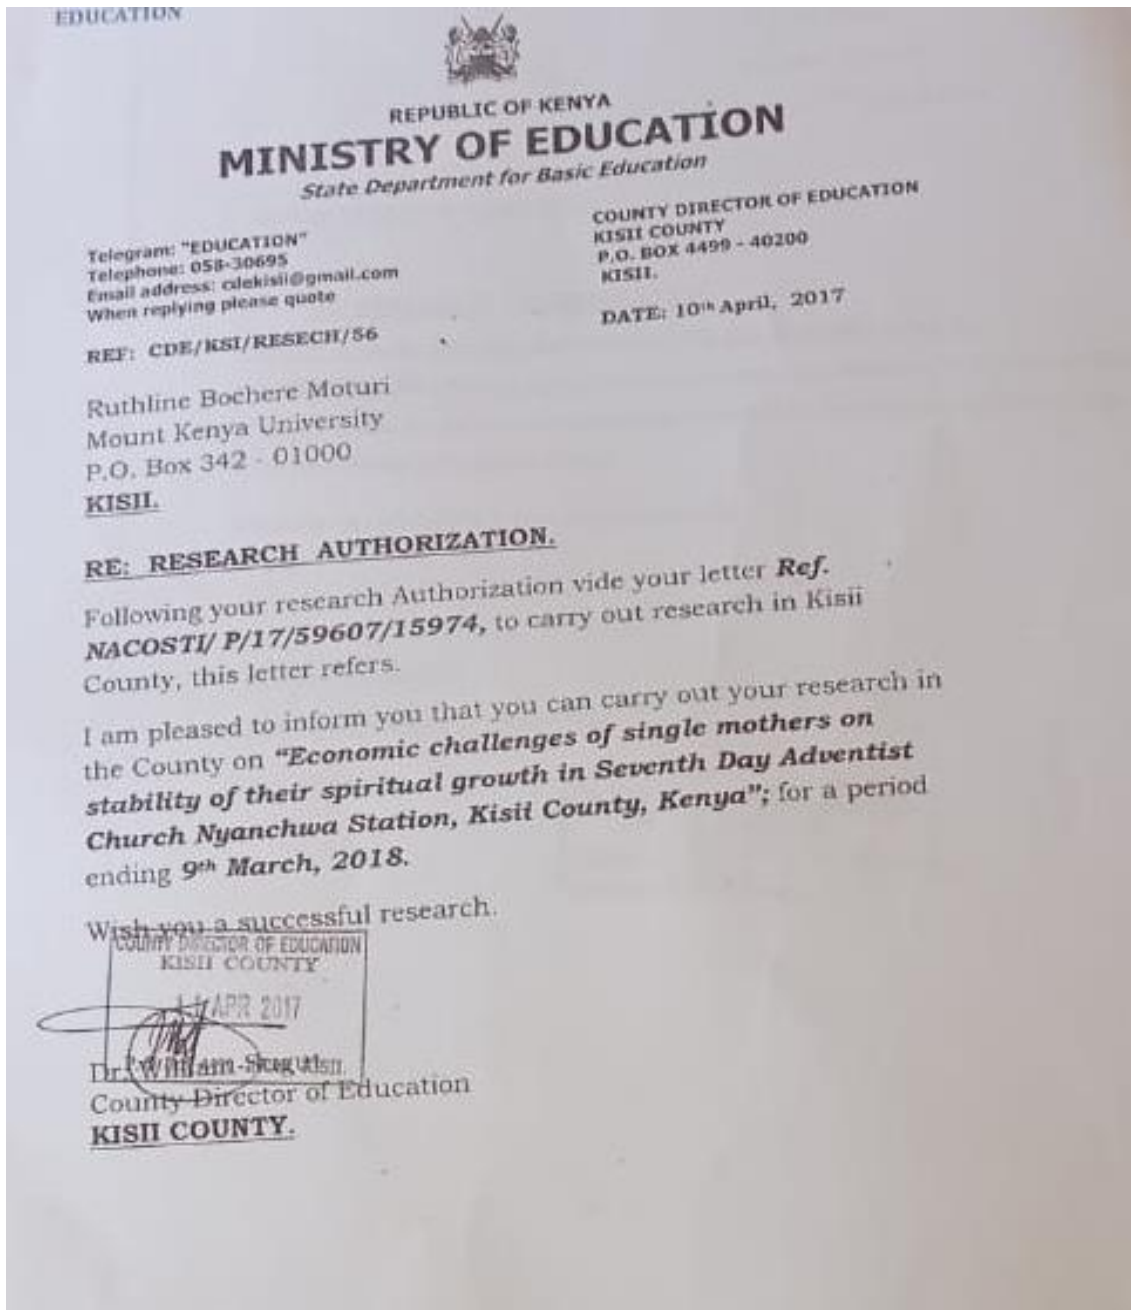 EDUCATION
REPUBLIC OF KENYA
MINISTRY OF EDUCATION
State Department for Basic Education
Telegram: "EDUCATION"
Telephone: 058-30695
Email address: cdekisii@gmail.com
When replying please quote
REF: CDE/KSI/RESECH/56
COUNTY DIRECTOR OF EDUCATION
KISII COUNTY
P.O. BOX 4499 - 40200
KISII.
DATE: 10th April, 2017
Ruthline Bochere Moturi
Mount Kenya University
P.O. Box 342 - 01000
KISII.
RE: RESEARCH AUTHORIZATION.
Following your research Authorization vide your letter Ref.
NACOSTI/ P/17/59607/15974, to carry out research in Kisii
County, this letter refers.
I am pleased to inform you that you can carry out your research in
the County on "Economic challenges of single mothers on
stability of their spiritual growth in Seventh Day Adventist
Church Nyanchwa Station, Kisii County, Kenya"; for a period
ending 9th March, 2018.
Wish you a successful research.
COUNTY DIRECTOR OF EDUCATION
KISII COUNTY
APR 2017
Dr. William
County Director of Education
KISII COUNTY.